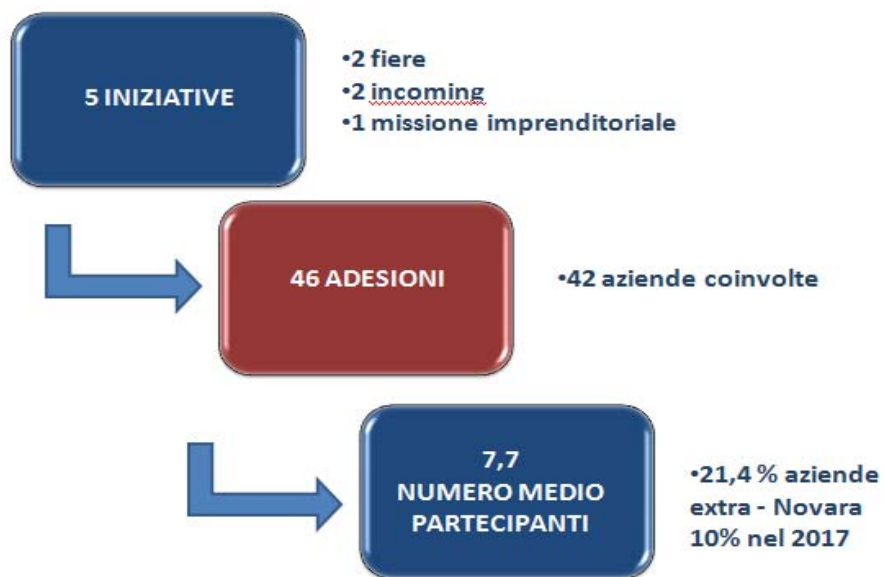 5 INIZIATIVE
•2 fiere
•2 incoming
•1 missione imprenditoriale
46 ADESIONI
•42 aziende coinvolte
7,7
NUMERO MEDIO
PARTECIPANTI
•21,4 % aziende
extra - Novara
10% nel 2017